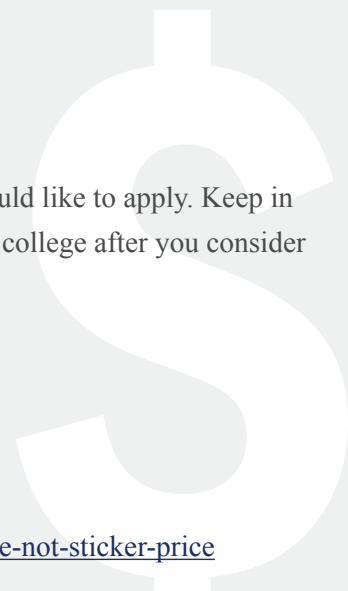 uld like to apply. Keep in
college after you consider
e-not-sticker-price